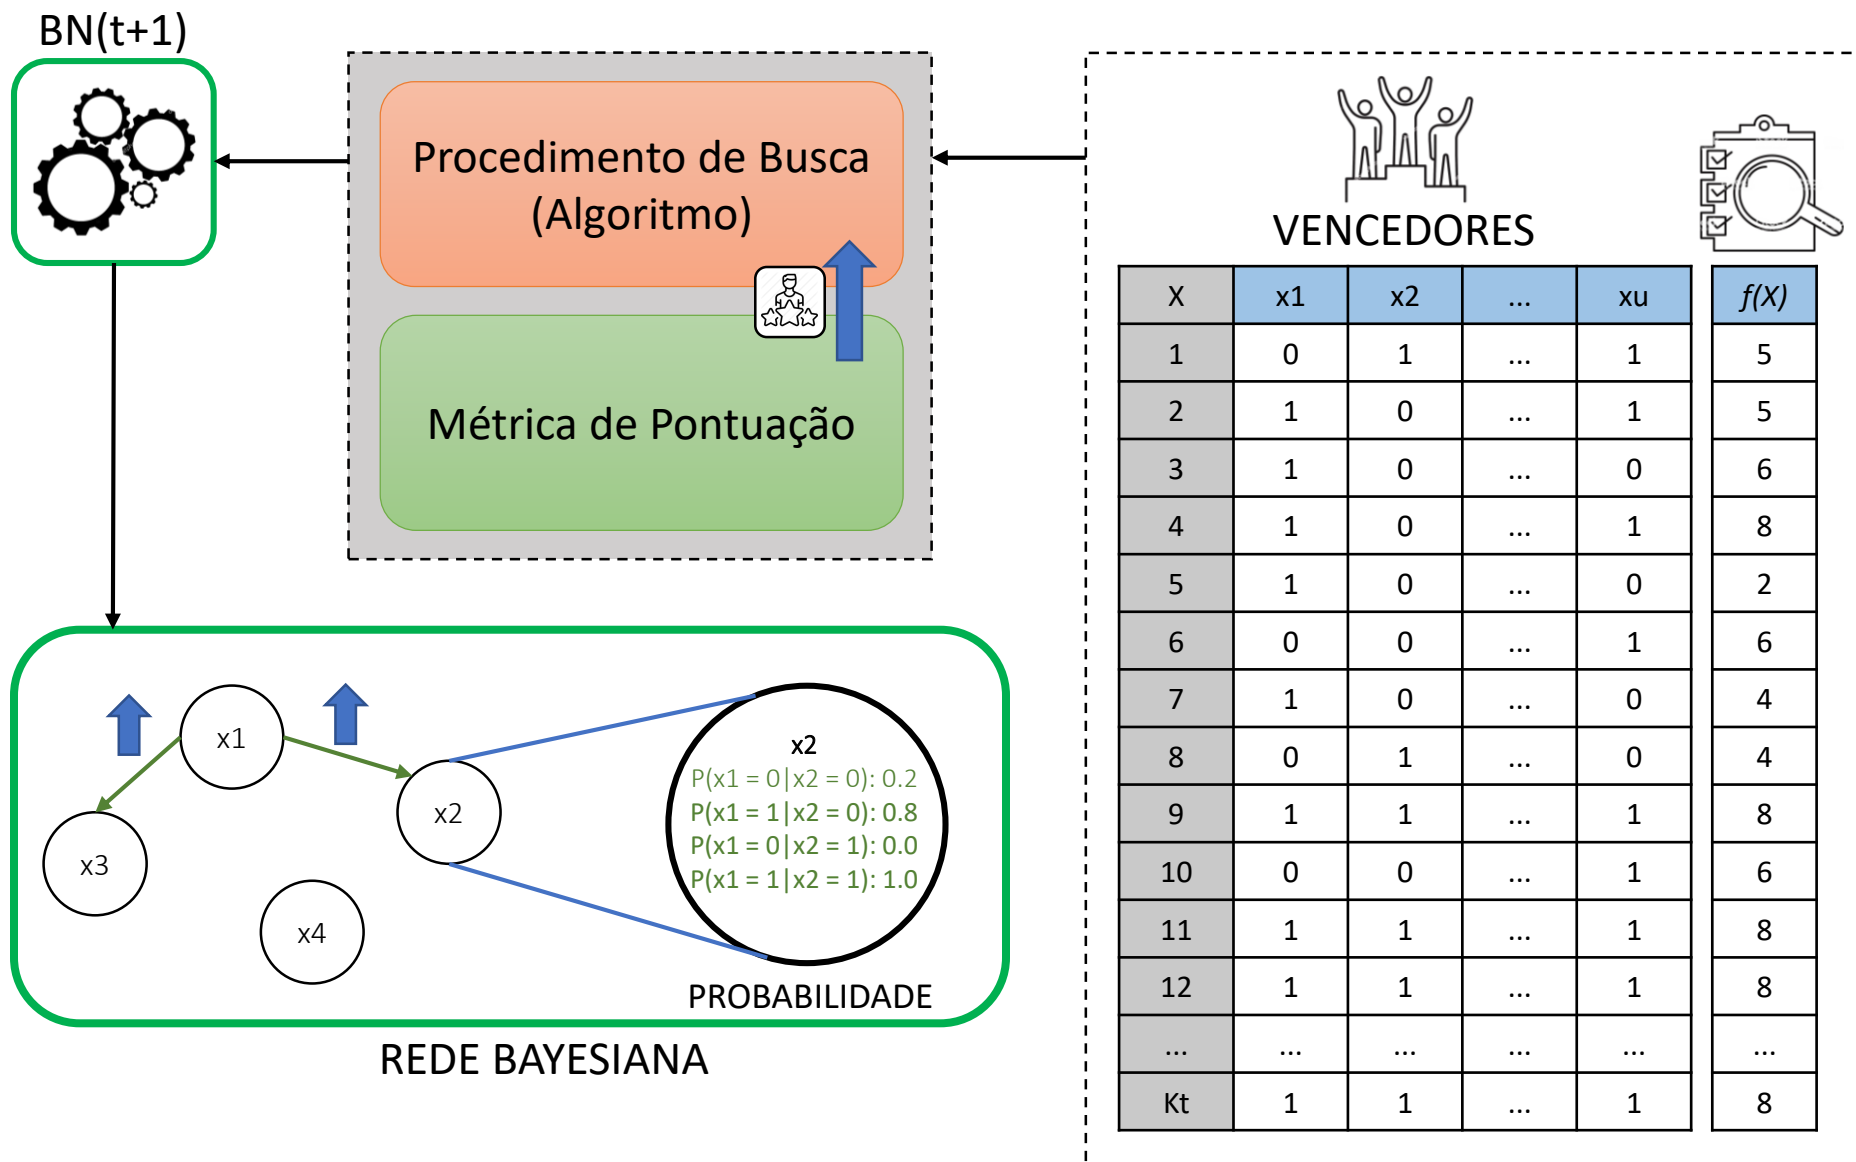 BN(t+1)
Procedimento de Busca
(Algoritmo)
Métrica de Pontuação
VENCEDORES
X x1 x2 ... xu f(X)
1 0 1 ... 1 5
2 1 0 ... 1 5
3 1 0 ... 0 6
4 1 0 ... 1 8
5 1 0 ... 0 2
6 0 0 ... 1 6
7 1 0 ... 0 4
8 0 1 ... 0 4
9 1 1 ... 1 8
10 0 0 ... 1 6
11 1 1 ... 1 8
12 1 1 ... 1 8
... ... ... ... ... ...
Kt 1 1 ... 1 8
x1
x2
x3
x4
x2
P(x1 = 0|x2 = 0): 0.2
P(x1 = 1|x2 = 0): 0.8
P(x1 = 0|x2 = 1): 0.0
P(x1 = 1|x2 = 1): 1.0
PROBABILIDADE
REDE BAYESIANA